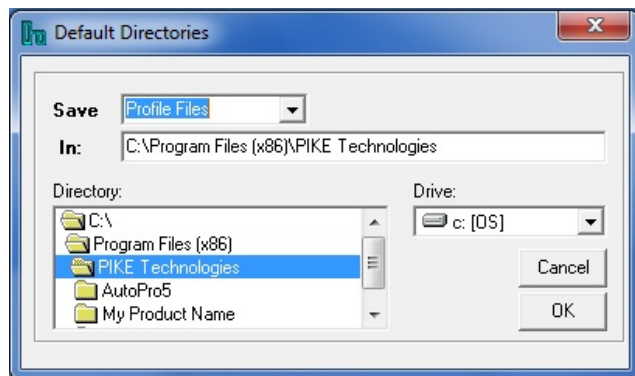 Default Directories
Save
Profile Files
In:
C:\Program Files (x86)\PIKE Technologies
Directory:
C:\
Program Files (x86)
PIKE Technologies
AutoPro5
My Product Name
Drive:
c: [OS]
Cancel
OK